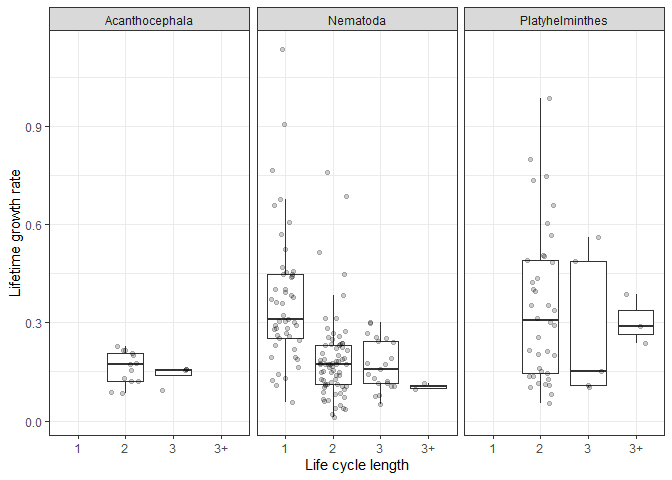 Acanthocephala Nematoda Platyhelminthes
Lifetime growth rate
0.9
0.6
0.3
0.0
1 2 3 3+ 1 2 3 3+ 1 2 3 3+
Life cycle length